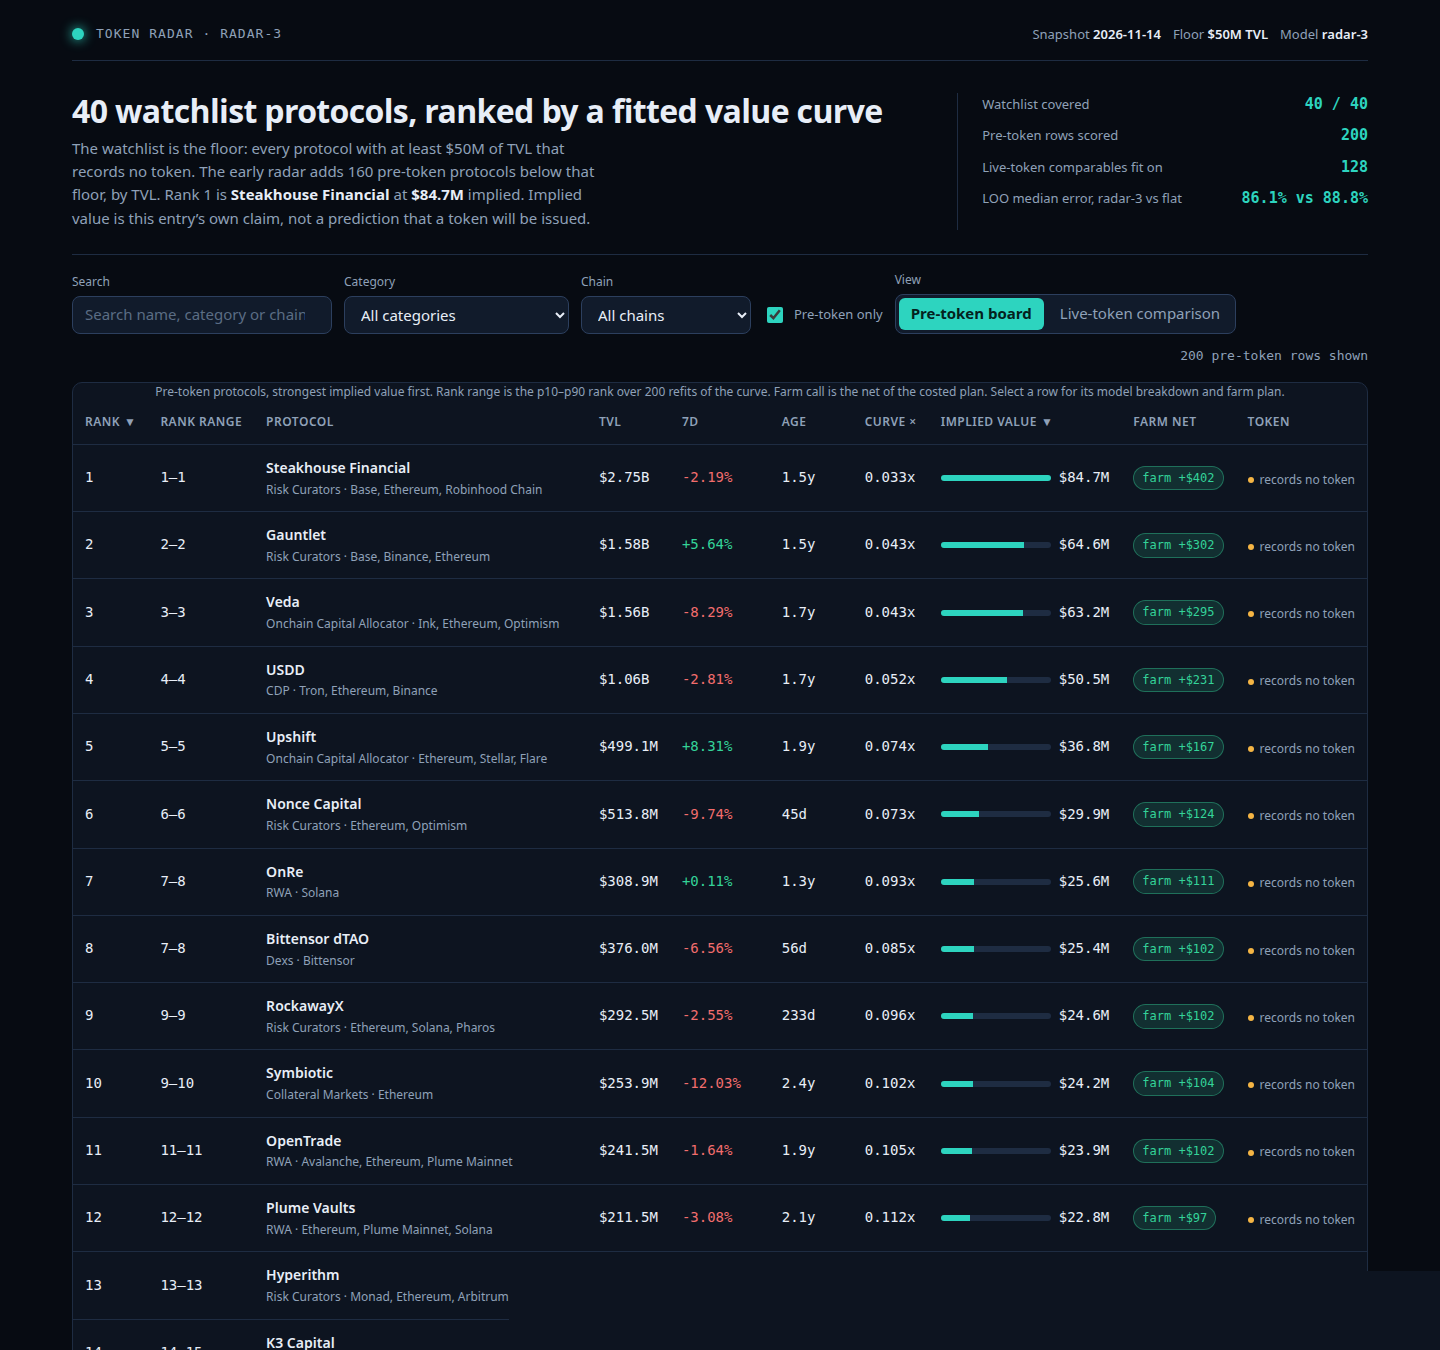 TOKEN RADAR · RADAR-3
Snapshot 2026-11-14 Floor $50M TVL Model radar-3
40 watchlist protocols, ranked by a fitted value curve
The watchlist is the floor: every protocol with at least $50M of TVL that
records no token. The early radar adds 160 pre-token protocols below that
floor, by TVL. Rank 1 is Steakhouse Financial at $84.7M implied. Implied
value is this entry's own claim, not a prediction that a token will be issued.
Watchlist covered 40 / 40
Pre-token rows scored 200
Live-token comparables fit on 128
LOO median error, radar-3 vs flat 86.1% vs 88.8%
Search
Category
Chain
View
Search name, category or chain
All categories
All chains
Pre-token only
Pre-token board
Live-token comparison
200 pre-token rows shown
Pre-token protocols, strongest implied value first. Rank range is the p10–p90 rank over 200 refits of the curve. Farm call is the net of the costed plan. Select a row for its model breakdown and farm plan.
RANK ▼ RANK RANGE PROTOCOL TVL 7D AGE CURVE × IMPLIED VALUE ▼ FARM NET TOKEN
1 1–1 Steakhouse Financial $2.75B -2.19% 1.5y 0.033x $84.7M farm +$402 records no token
Risk Curators · Base, Ethereum, Robinhood Chain
2 2–2 Gauntlet $1.58B +5.64% 1.5y 0.043x $64.6M farm +$302 records no token
Risk Curators · Base, Binance, Ethereum
3 3–3 Veda $1.56B -8.29% 1.7y 0.043x $63.2M farm +$295 records no token
Onchain Capital Allocator · Ink, Ethereum, Optimism
4 4–4 USDD $1.06B -2.81% 1.7y 0.052x $50.5M farm +$231 records no token
CDP · Tron, Ethereum, Binance
5 5–5 Upshift $499.1M +8.31% 1.9y 0.074x $36.8M farm +$167 records no token
Onchain Capital Allocator · Ethereum, Stellar, Flare
6 6–6 Nonce Capital $513.8M -9.74% 45d 0.073x $29.9M farm +$124 records no token
Risk Curators · Ethereum, Optimism
7 7–8 OnRe $308.9M +0.11% 1.3y 0.093x $25.6M farm +$111 records no token
RWA · Solana
8 7–8 Bittensor dTAO $376.0M -6.56% 56d 0.085x $25.4M farm +$102 records no token
Dexs · Bittensor
9 9–9 RockawayX $292.5M -2.55% 233d 0.096x $24.6M farm +$102 records no token
Risk Curators · Ethereum, Solana, Pharos
10 9–10 Symbiotic $253.9M -12.03% 2.4y 0.102x $24.2M farm +$104 records no token
Collateral Markets · Ethereum
11 11–11 OpenTrade $241.5M -1.64% 1.9y 0.105x $23.9M farm +$102 records no token
RWA · Avalanche, Ethereum, Plume Mainnet
12 12–12 Plume Vaults $211.5M -3.08% 2.1y 0.112x $22.8M farm +$97 records no token
RWA · Ethereum, Plume Mainnet, Solana
13 13–13 Hyperithm
Risk Curators · Monad, Ethereum, Arbitrum
K3 Capital